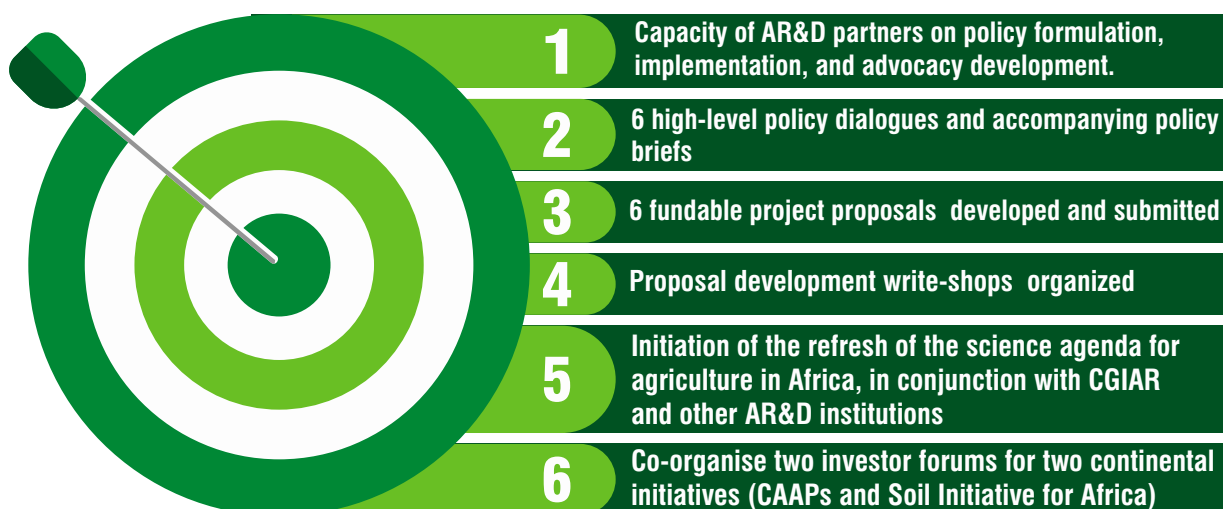 1
Capacity of AR&D partners on policy formulation,
implementation, and advocacy development.
2
6 high-level policy dialogues and accompanying policy
briefs
3
6 fundable project proposals developed and submitted
4
Proposal development write-shops organized
5
Initiation of the refresh of the science agenda for
agriculture in Africa, in conjunction with CGIAR
and other AR&D institutions
6
Co-organise two investor forums for two continental
initiatives (CAAPs and Soil Initiative for Africa)